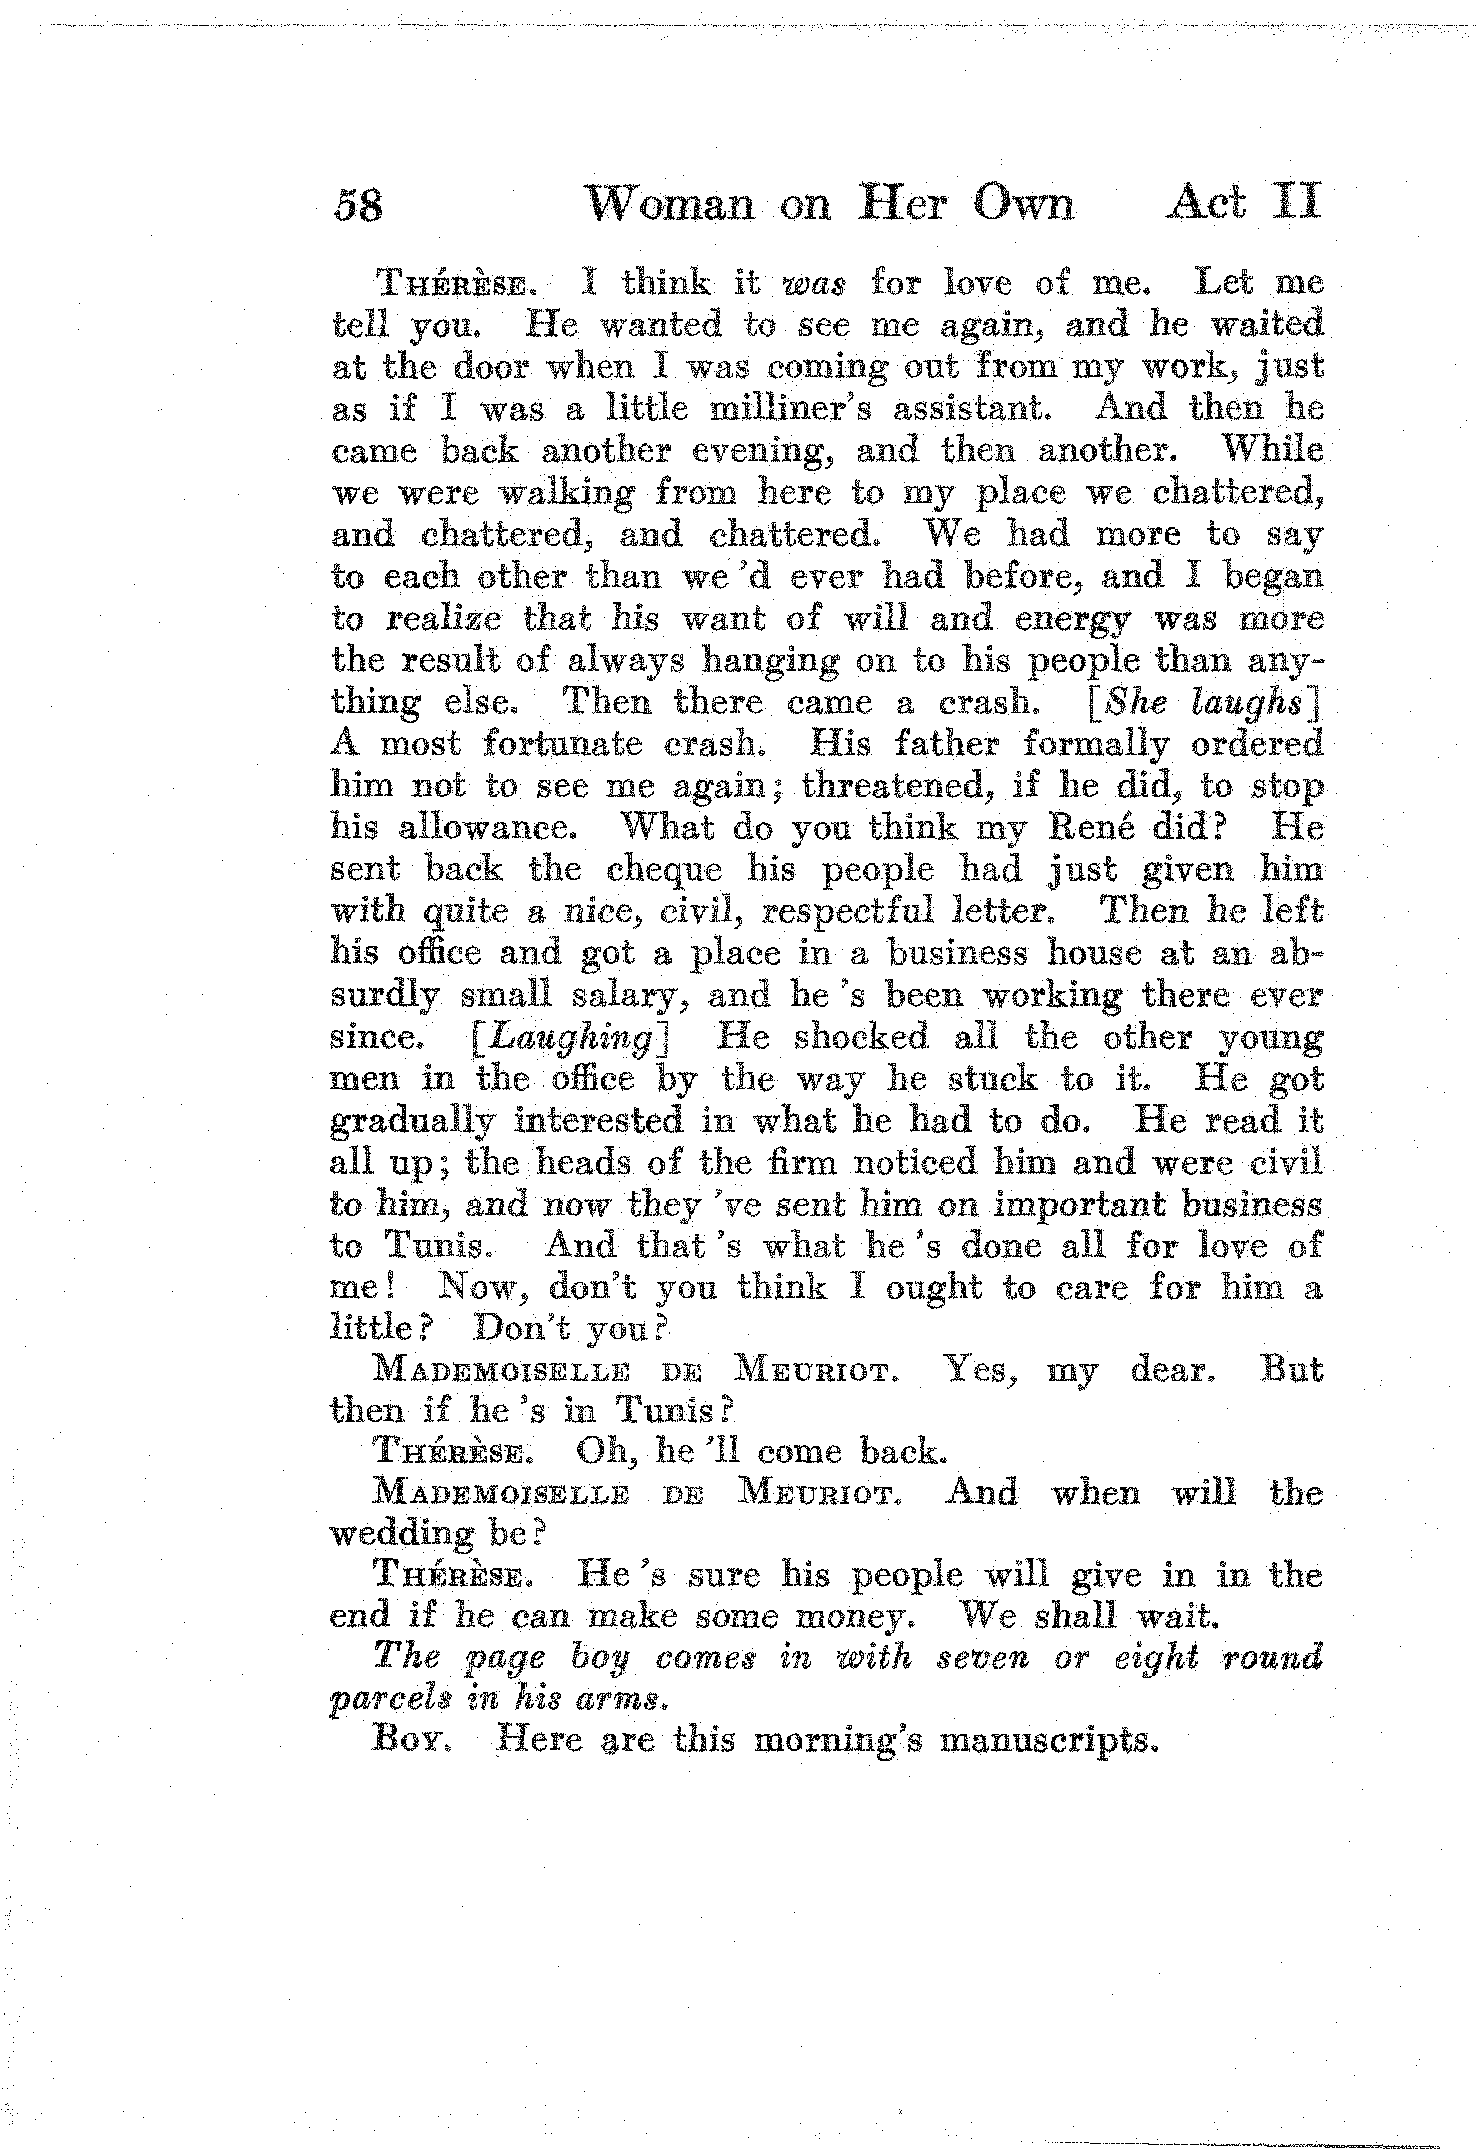 58 Woman on Her Own Act II
THÉRÈSE. I think it was for love of me. Let me
tell you. He wanted to see me again, and he waited
at the door when I was coming out from my work, just
as if I was a little milliner's assistant. And then he
came back another evening, and then another. While
we were walking from here to my place we chattered,
and chattered, and chattered. We had more to say
to each other than we 'd ever had before, and I began
to realize that his want of will and energy was more
the result of always hanging on to his people than any-
thing else. Then there came a crash. [She laughs]
A most fortunate crash. His father formally ordered
him not to see me again; threatened, if he did, to stop
his allowance. What do you think my René did? He
sent back the cheque his people had just given him
with quite a nice, civil, respectful letter. Then he left
his office and got a place in a business house at an ab-
surdly small salary, and he 's been working there ever
since. [Laughing] He shocked all the other young
men in the office by the way he stuck to it. He got
gradually interested in what he had to do. He read it
all up; the heads of the firm noticed him and were civil
to him, and now they 've sent him on important business
to Tunis. And that 's what he 's done all for love of
me! Now, don't you think I ought to care for him a
little? Don't you?
MADEMOISELLE DE MEURIOT. Yes, my dear. But
then if he 's in Tunis?
THÉRÈSE. Oh, he 'll come back.
MADEMOISELLE DE MEURIOT. And when will the
wedding be?
THÉRÈSE. He 's sure his people will give in in the
end if he can make some money. We shall wait.
The page boy comes in with seven or eight round
parcels in his arms.
BOY. Here are this morning's manuscripts.